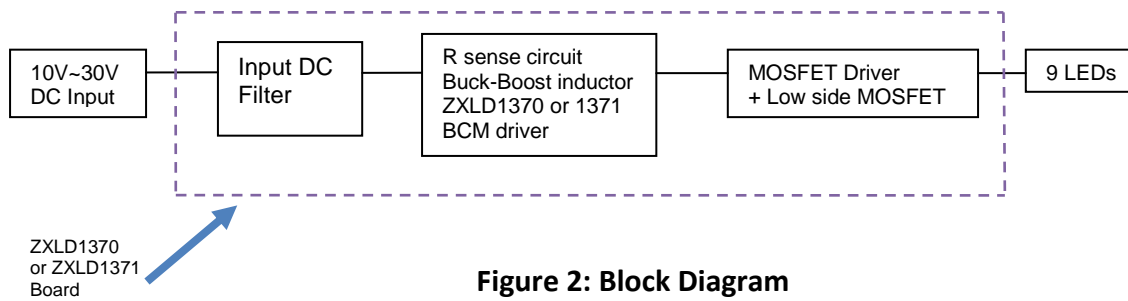 10V~30V
DC Input
Input DC
Filter
R sense circuit
Buck-Boost inductor
ZXLD1370 or 1371
BCM driver
MOSFET Driver
+ Low side MOSFET
9 LEDs
ZXLD1370
or ZXLD1371
Board
Figure 2: Block Diagram